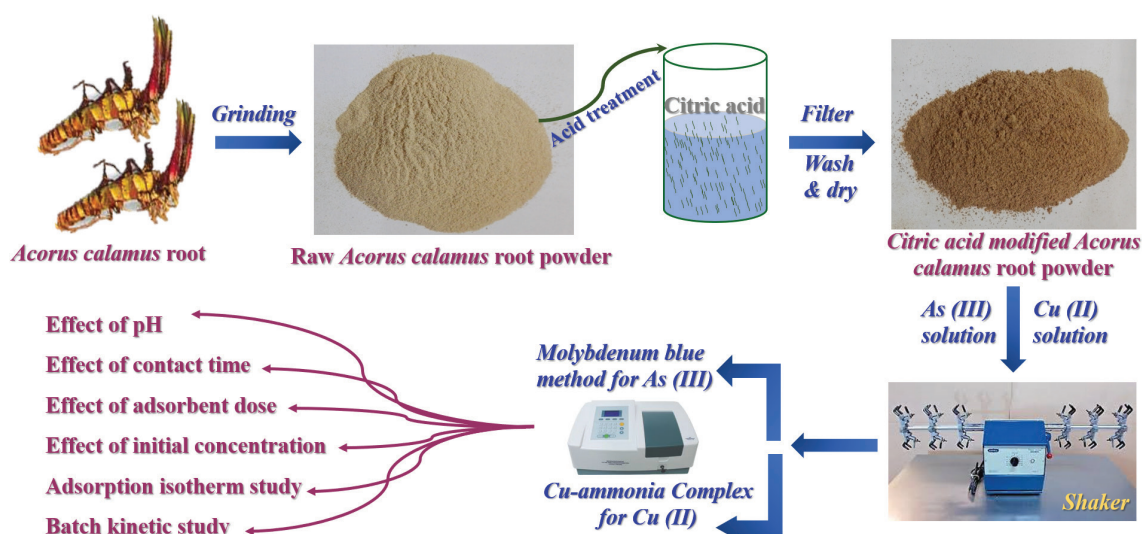 Grinding
Acid treatment
Citric acid
Filter
Wash
& dry
Acorus calamus root
Raw Acorus calamus root powder
Citric acid modified Acorus
calamus root powder
As (III)
solution
Cu (II)
solution
Shaker
Molybdenum blue
method for As (III)
Cu-ammonia Complex
for Cu (II)
Effect of pH
Effect of contact time
Effect of adsorbent dose
Effect of initial concentration
Adsorption isotherm study
Batch kinetic study